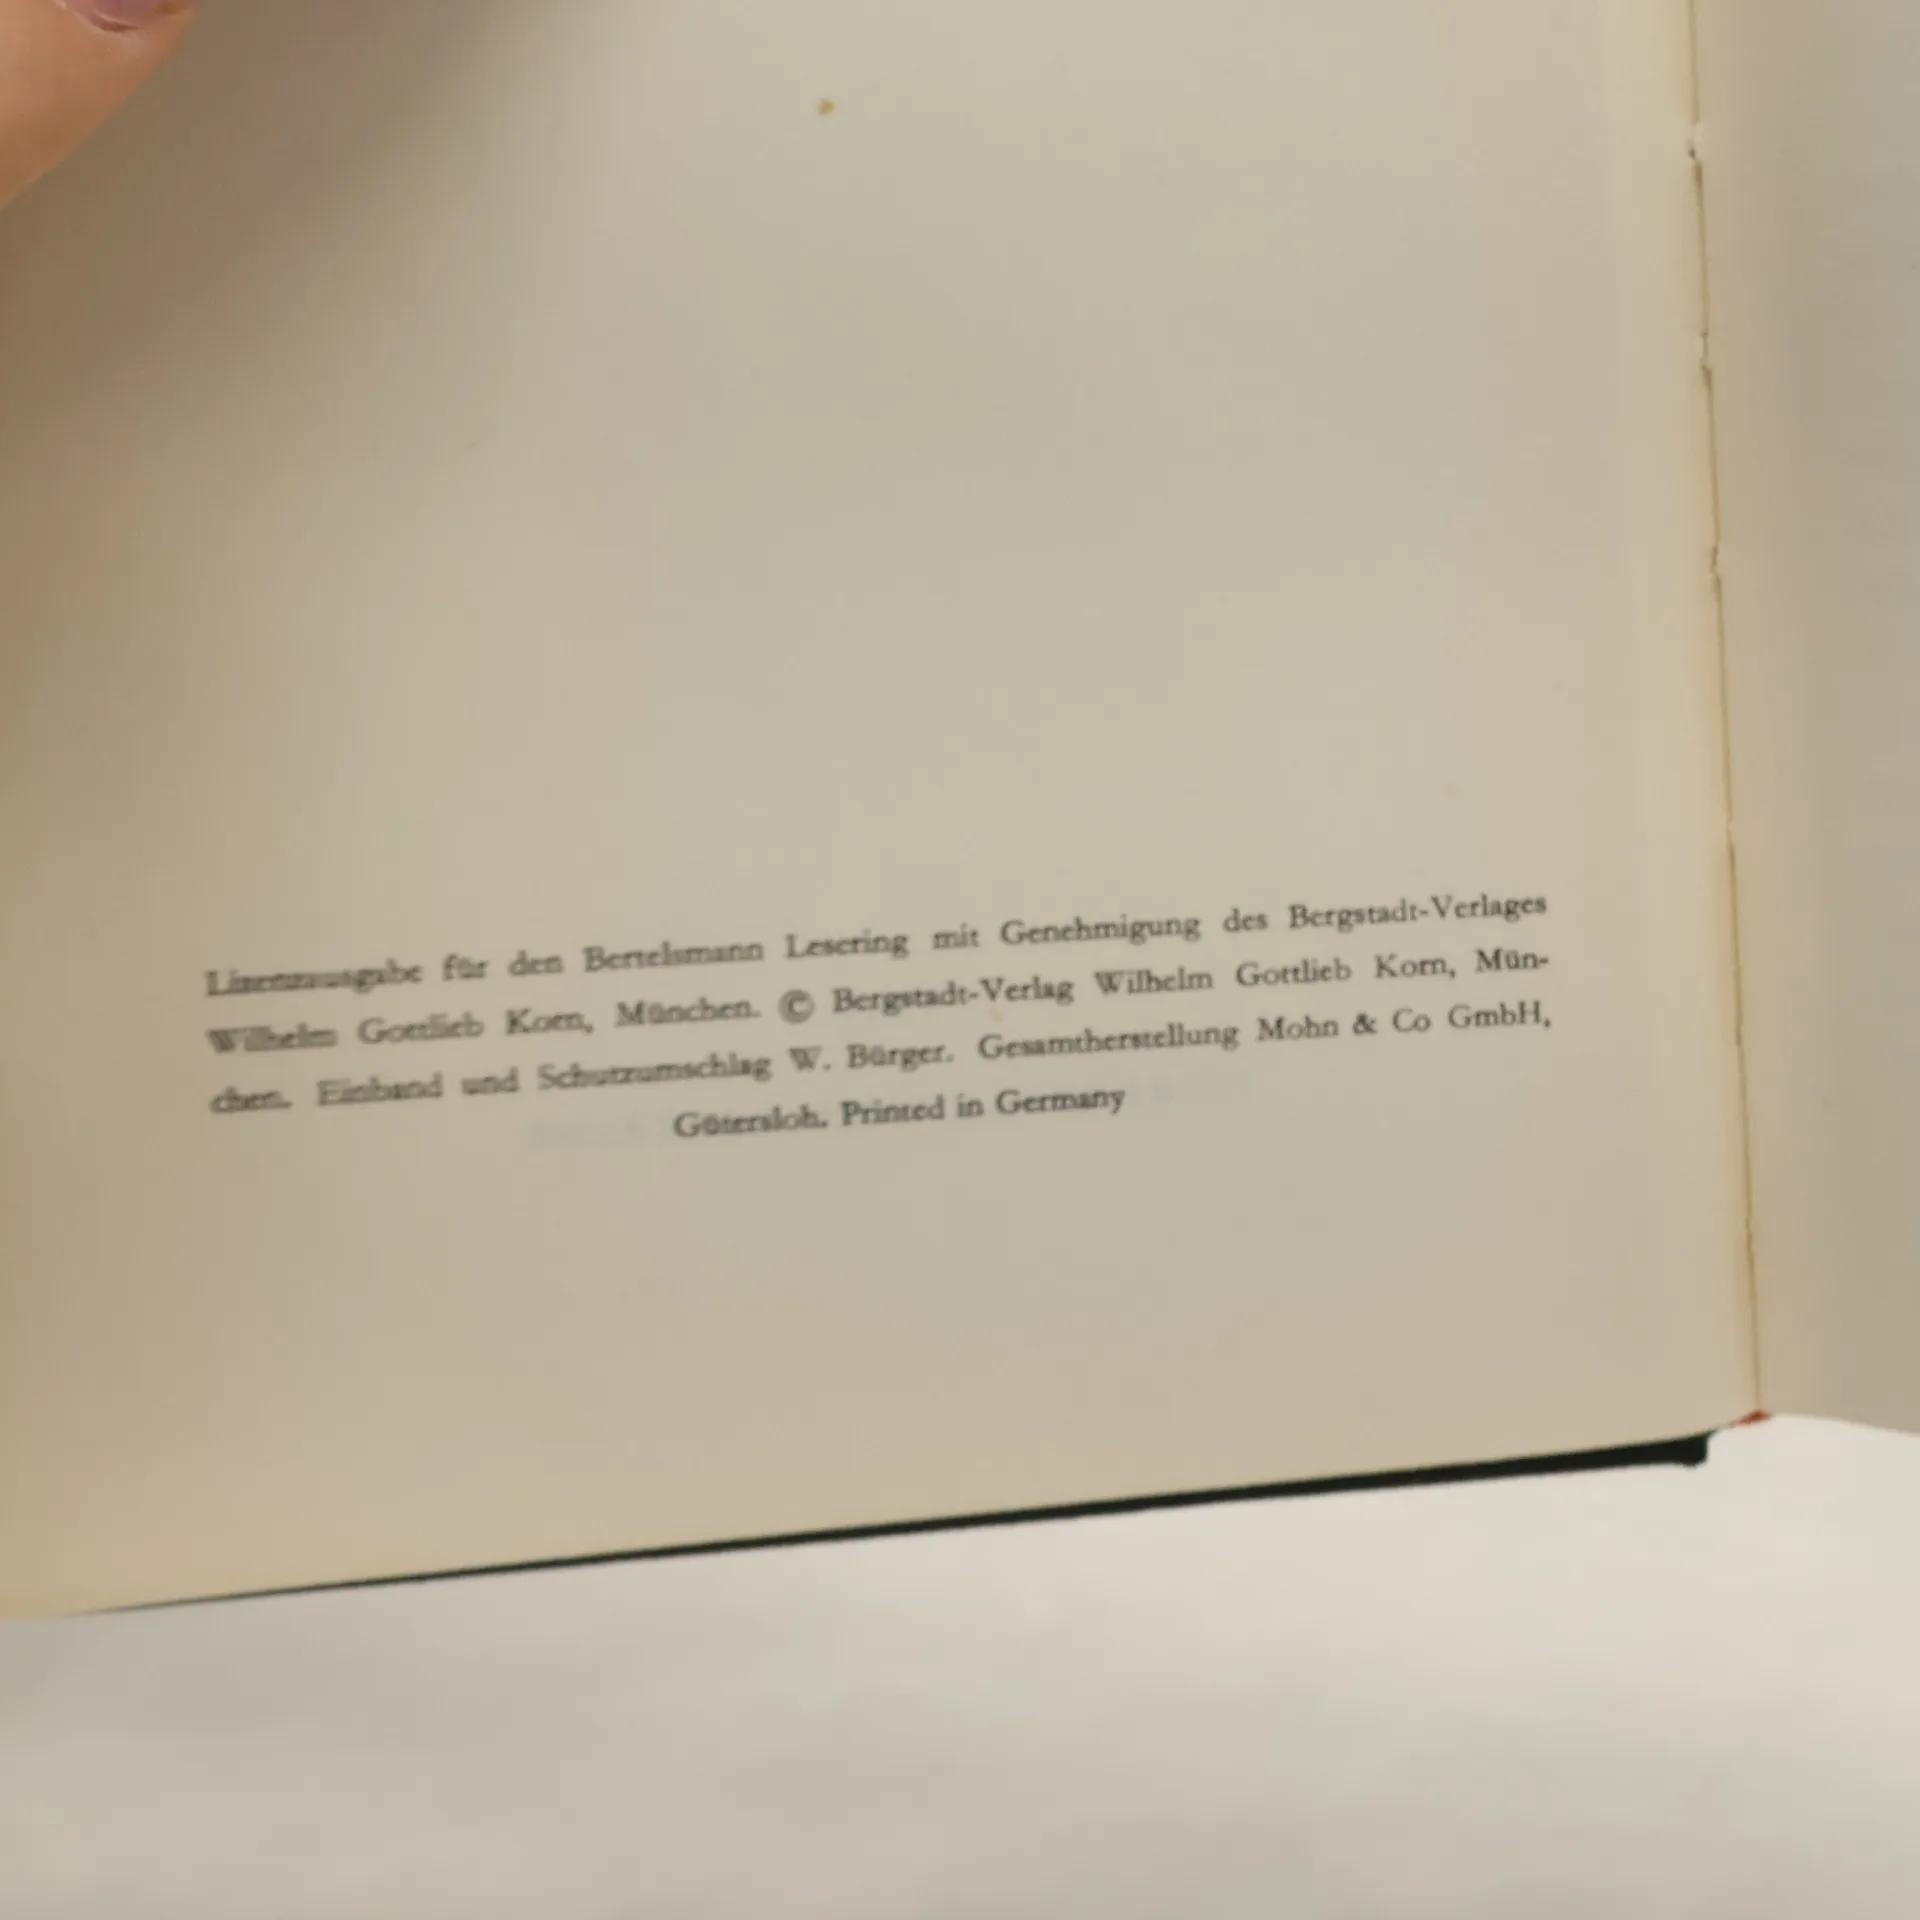 Lizenzausgabe für den Bertelsmann Lesering mit Genehmigung des Bergstadt-Verlages
Wilhelm Gottlieb Korn, München. © Bergstadt-Verlag Wilhelm Gottlieb Korn, Mün-
chen. Einband und Schutzumschlag W. Bürger. Gesamtherstellung Mohn & Co GmbH,
Gütersloh. Printed in Germany